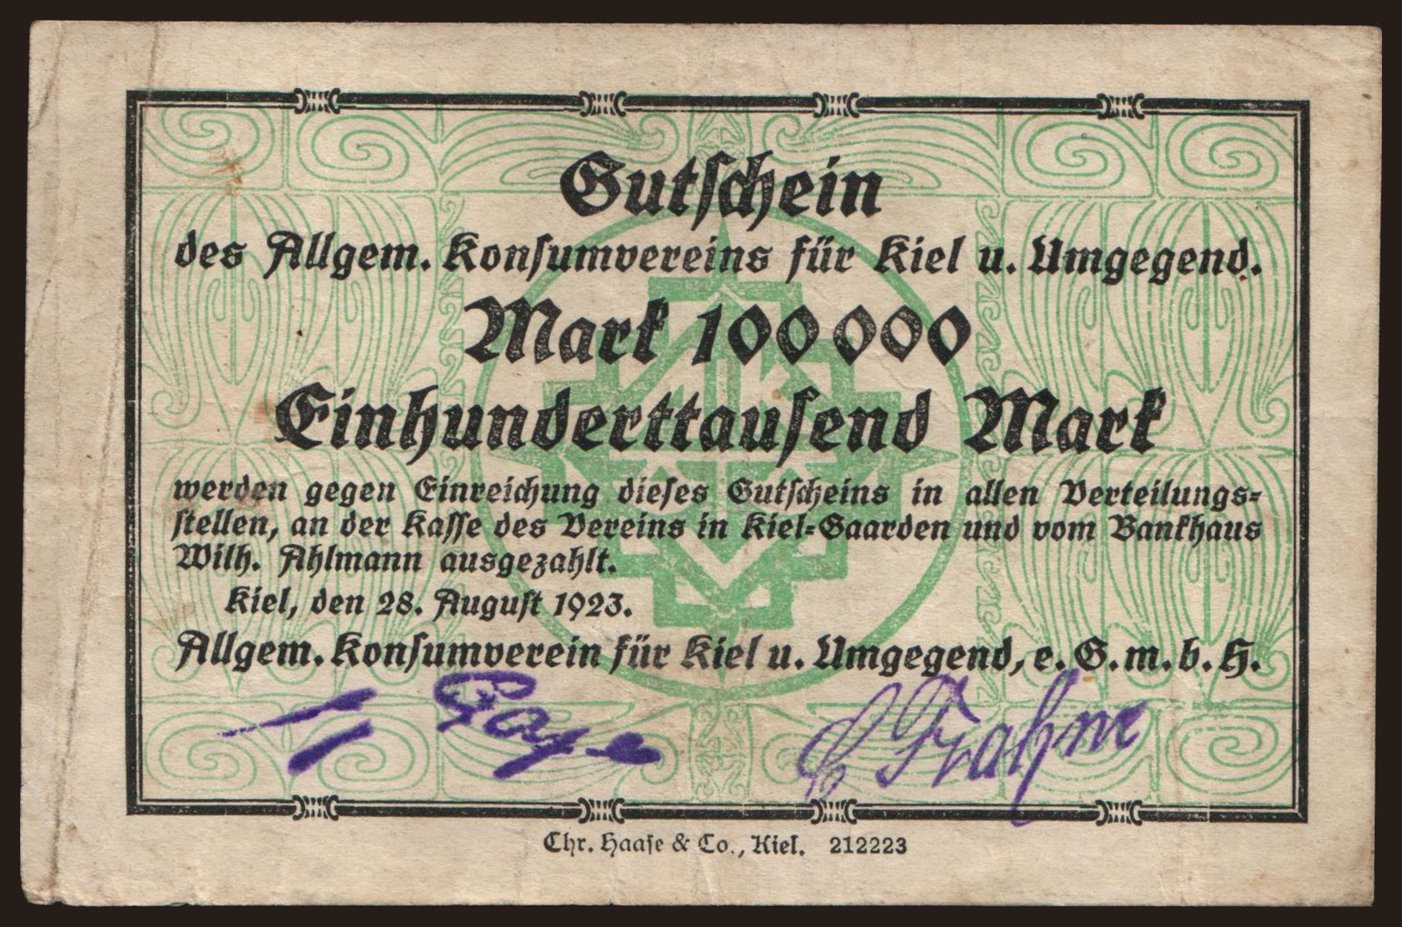 Gutschein
des Allgem. Konsumvereins für Kiel u. Umgegend.
Mark 100000
Einhunderttausend Mark
werden gegen Einreichung dieses Gutscheins in allen Verteilungs-
stellen, an der Kasse des Vereins in Kiel-Gaarden und vom Bankhaus
Wilh. Ahlmann ausgezahlt.
Kiel, den 28. August 1923.
Allgem. Konsumverein für Kiel u. Umgegend, e. G. m. b. H.
Frahm
Chr. Haase & Co., Kiel. 212223